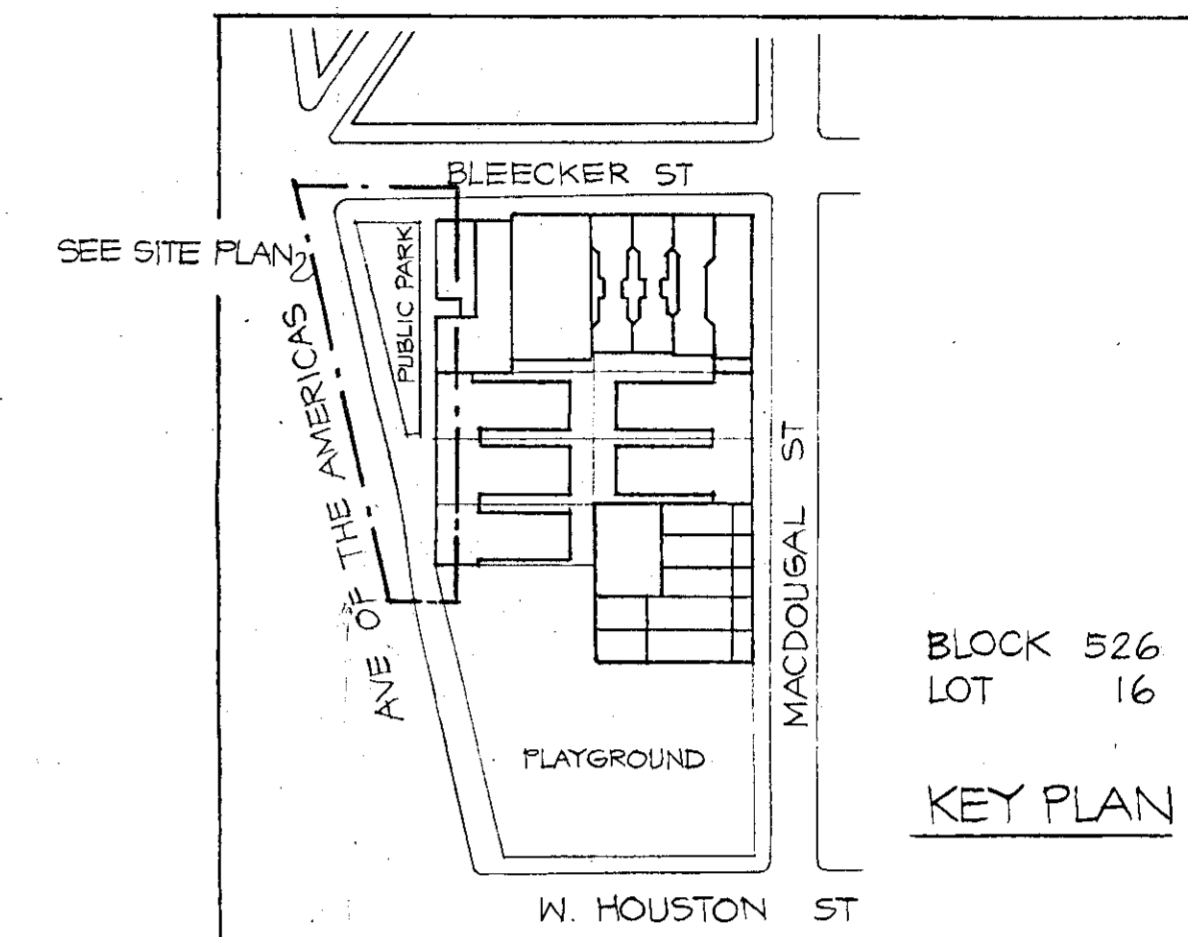 BLEECKER ST
SEE SITE PLAN
PUBLIC PARK
AVE. OF THE AMERICAS
MACDOUGAL ST
BLOCK 526
LOT 16
PLAYGROUND
KEY PLAN
W. HOUSTON ST